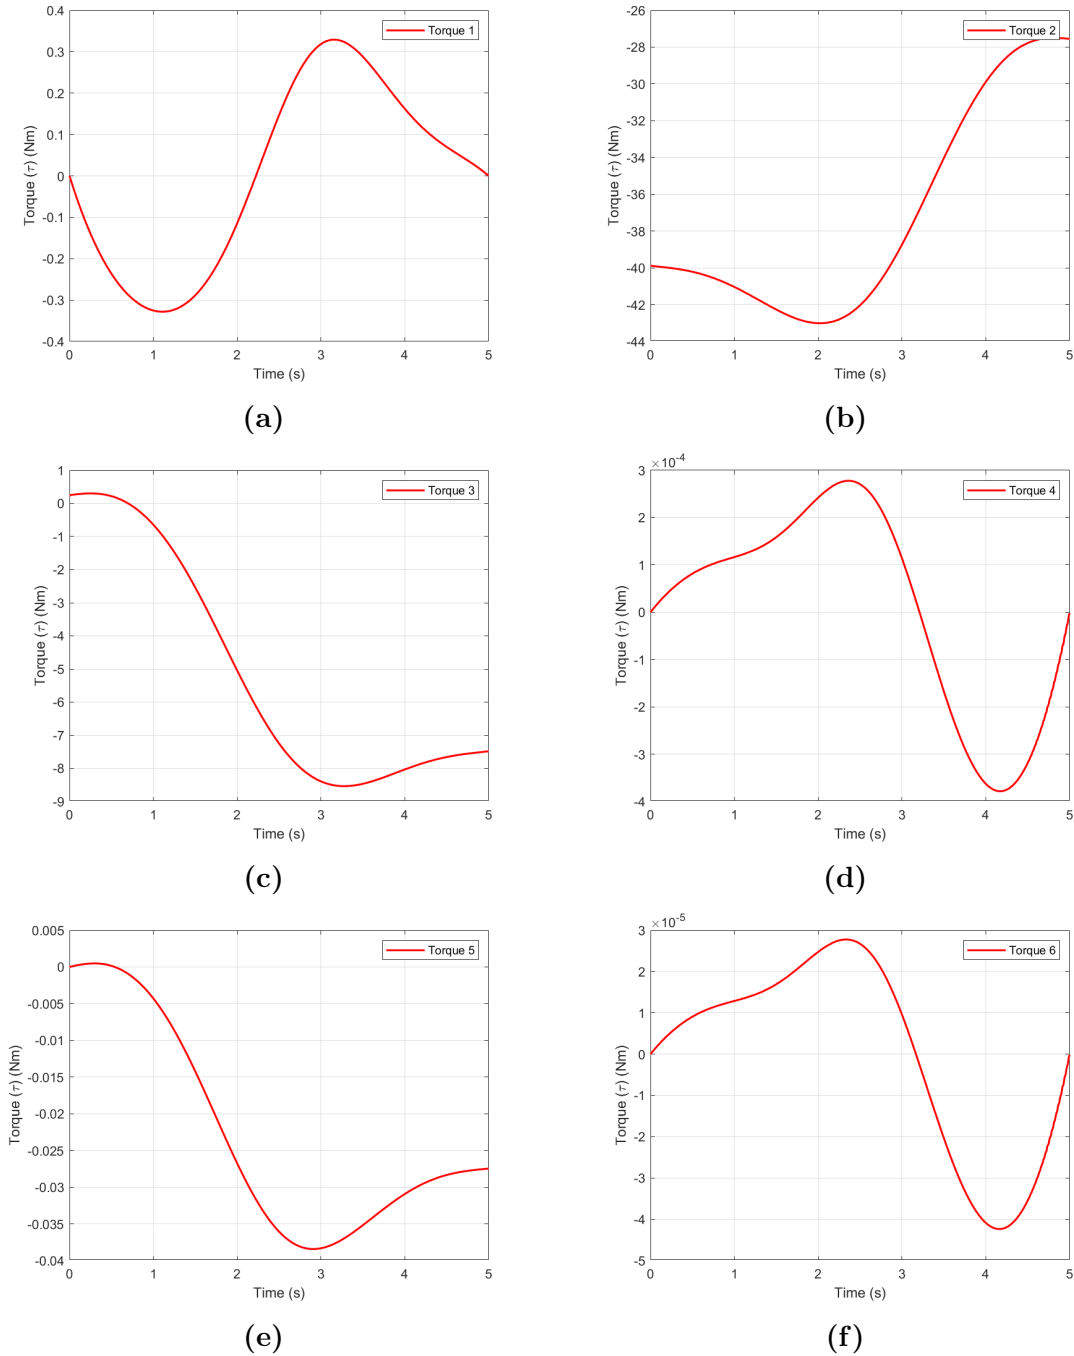 Torque 1
0.4
0.3
0.2
0.1
0
-0.1
-0.2
-0.3
-0.4
Torque (τ) (Nm)
0 1 2 3 4 5
Time (s)
(a)
Torque 2
-26
-28
-30
-32
-34
-36
-38
-40
-42
-44
Torque (τ) (Nm)
0 1 2 3 4 5
Time (s)
(b)
Torque 3
1
0
-1
-2
-3
-4
-5
-6
-7
-8
-9
Torque (τ) (Nm)
0 1 2 3 4 5
Time (s)
(c)
×10⁻⁴
Torque 4
3
2
1
0
-1
-2
-3
-4
Torque (τ) (Nm)
0 1 2 3 4 5
Time (s)
(d)
Torque 5
0.005
0
-0.005
-0.01
-0.015
-0.02
-0.025
-0.03
-0.035
-0.04
Torque (τ) (Nm)
0 1 2 3 4 5
Time (s)
(e)
×10⁻⁵
Torque 6
3
2
1
0
-1
-2
-3
-4
-5
Torque (τ) (Nm)
0 1 2 3 4 5
Time (s)
(f)